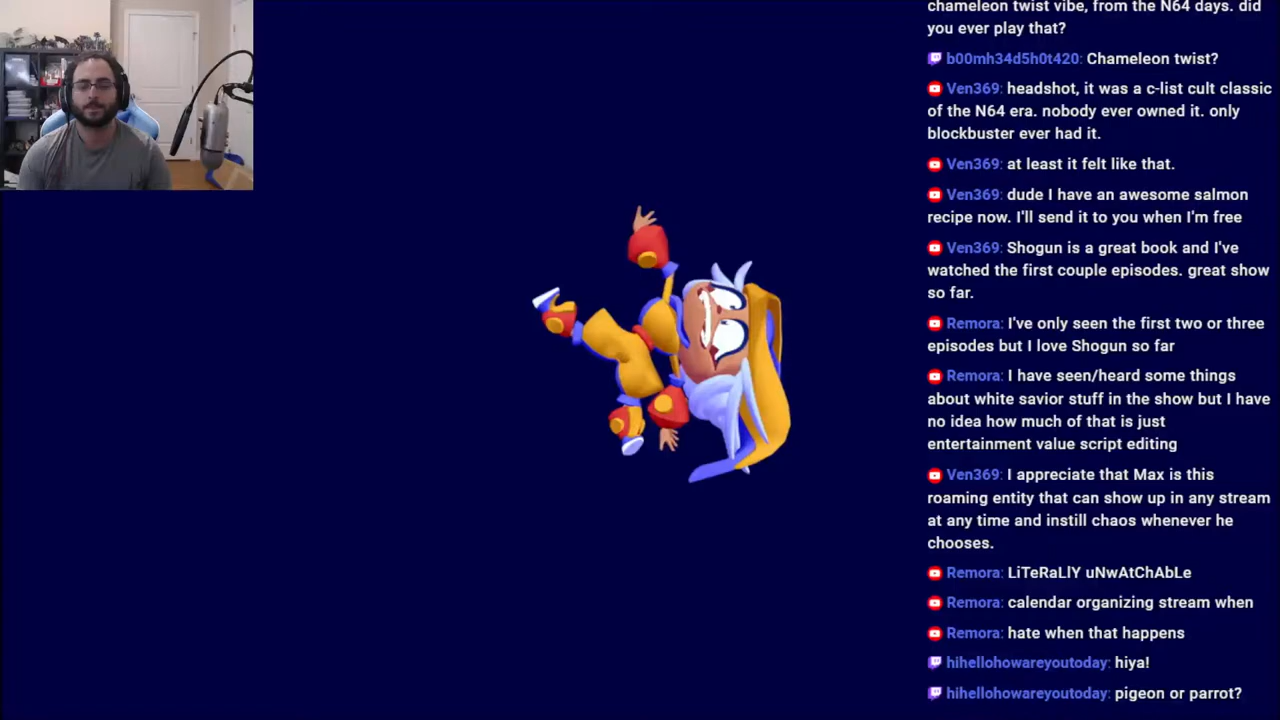 chameleon twist vibe, from the N64 days. did
you ever play that?
b00mh34d5h0t420: Chameleon twist?
Ven369: headshot, it was a c-list cult classic
of the N64 era. nobody ever owned it. only
blockbuster ever had it.
Ven369: at least it felt like that.
Ven369: dude I have an awesome salmon
recipe now. I'll send it to you when I'm free
Ven369: Shogun is a great book and I've
watched the first couple episodes. great show
so far.
Remora: I've only seen the first two or three
episodes but I love Shogun so far
Remora: I have seen/heard some things
about white savior stuff in the show but I have
no idea how much of that is just
entertainment value script editing
Ven369: I appreciate that Max is this
roaming entity that can show up in any stream
at any time and instill chaos whenever he
chooses.
Remora: LiTeRaLlY uNwAtChAbLe
Remora: calendar organizing stream when
Remora: hate when that happens
hihellohowareyoutoday: hiya!
hihellohowareyoutoday: pigeon or parrot?